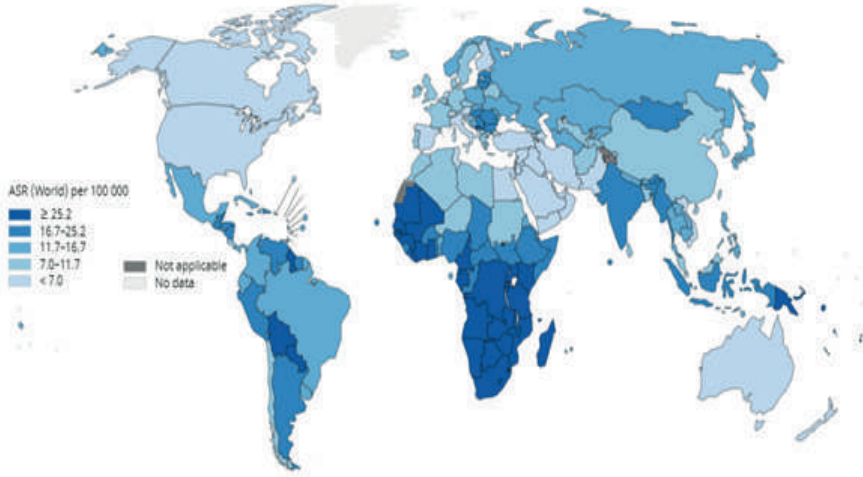 ASR (World) per 100 000
≥ 25.2
16.7–25.2
11.7–16.7
7.0–11.7
< 7.0
Not applicable
No data